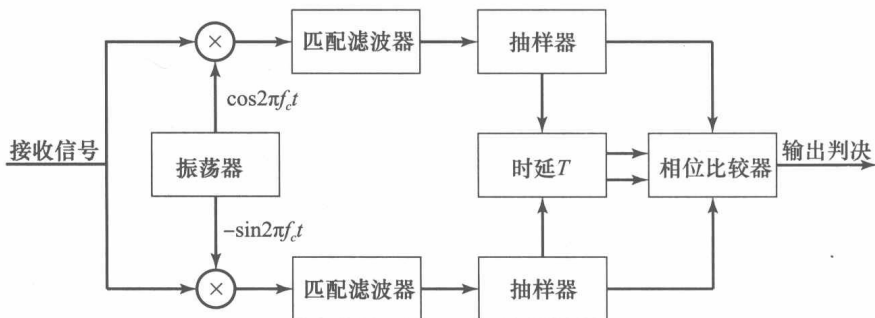 ×
匹配滤波器
抽样器
cos2πf_ct
接收信号
振荡器
时延T
相位比较器
输出判决
−sin2πf_ct
×
匹配滤波器
抽样器